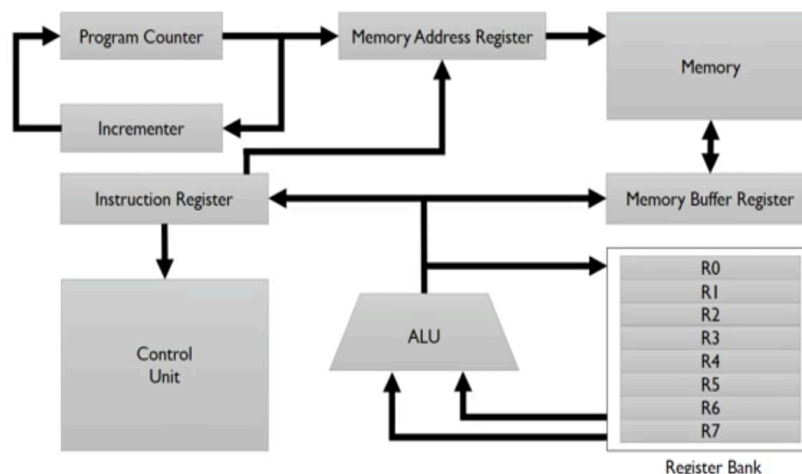 Program Counter
Memory Address Register
Memory
Incrementer
Instruction Register
Memory Buffer Register
R0
R1
R2
R3
R4
R5
R6
R7
ALU
Control
Unit
Register Bank